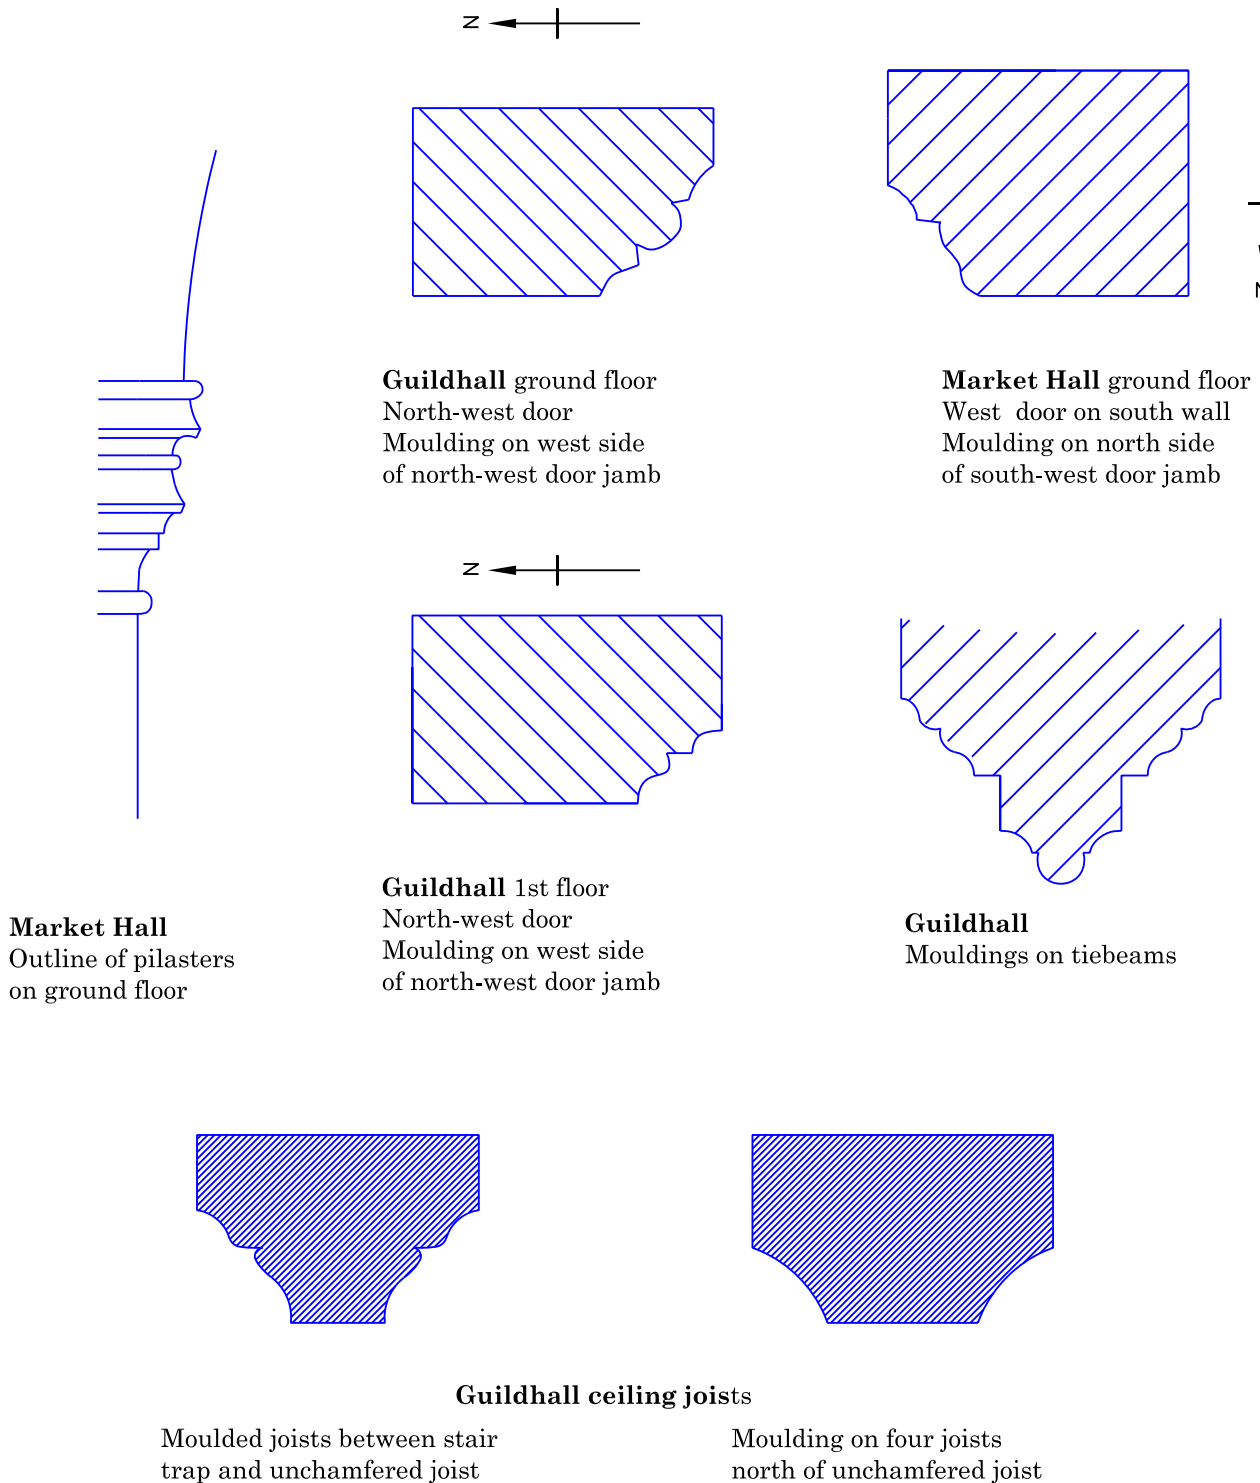 N
Guildhall ground floor
North-west door
Moulding on west side
of north-west door jamb
Market Hall ground floor
West door on south wall
Moulding on north side
of south-west door jamb
N
Market Hall
Outline of pilasters
on ground floor
Guildhall 1st floor
North-west door
Moulding on west side
of north-west door jamb
Guildhall
Mouldings on tiebeams
Guildhall ceiling joists
Moulded joists between stair
trap and unchamfered joist
Moulding on four joists
north of unchamfered joist